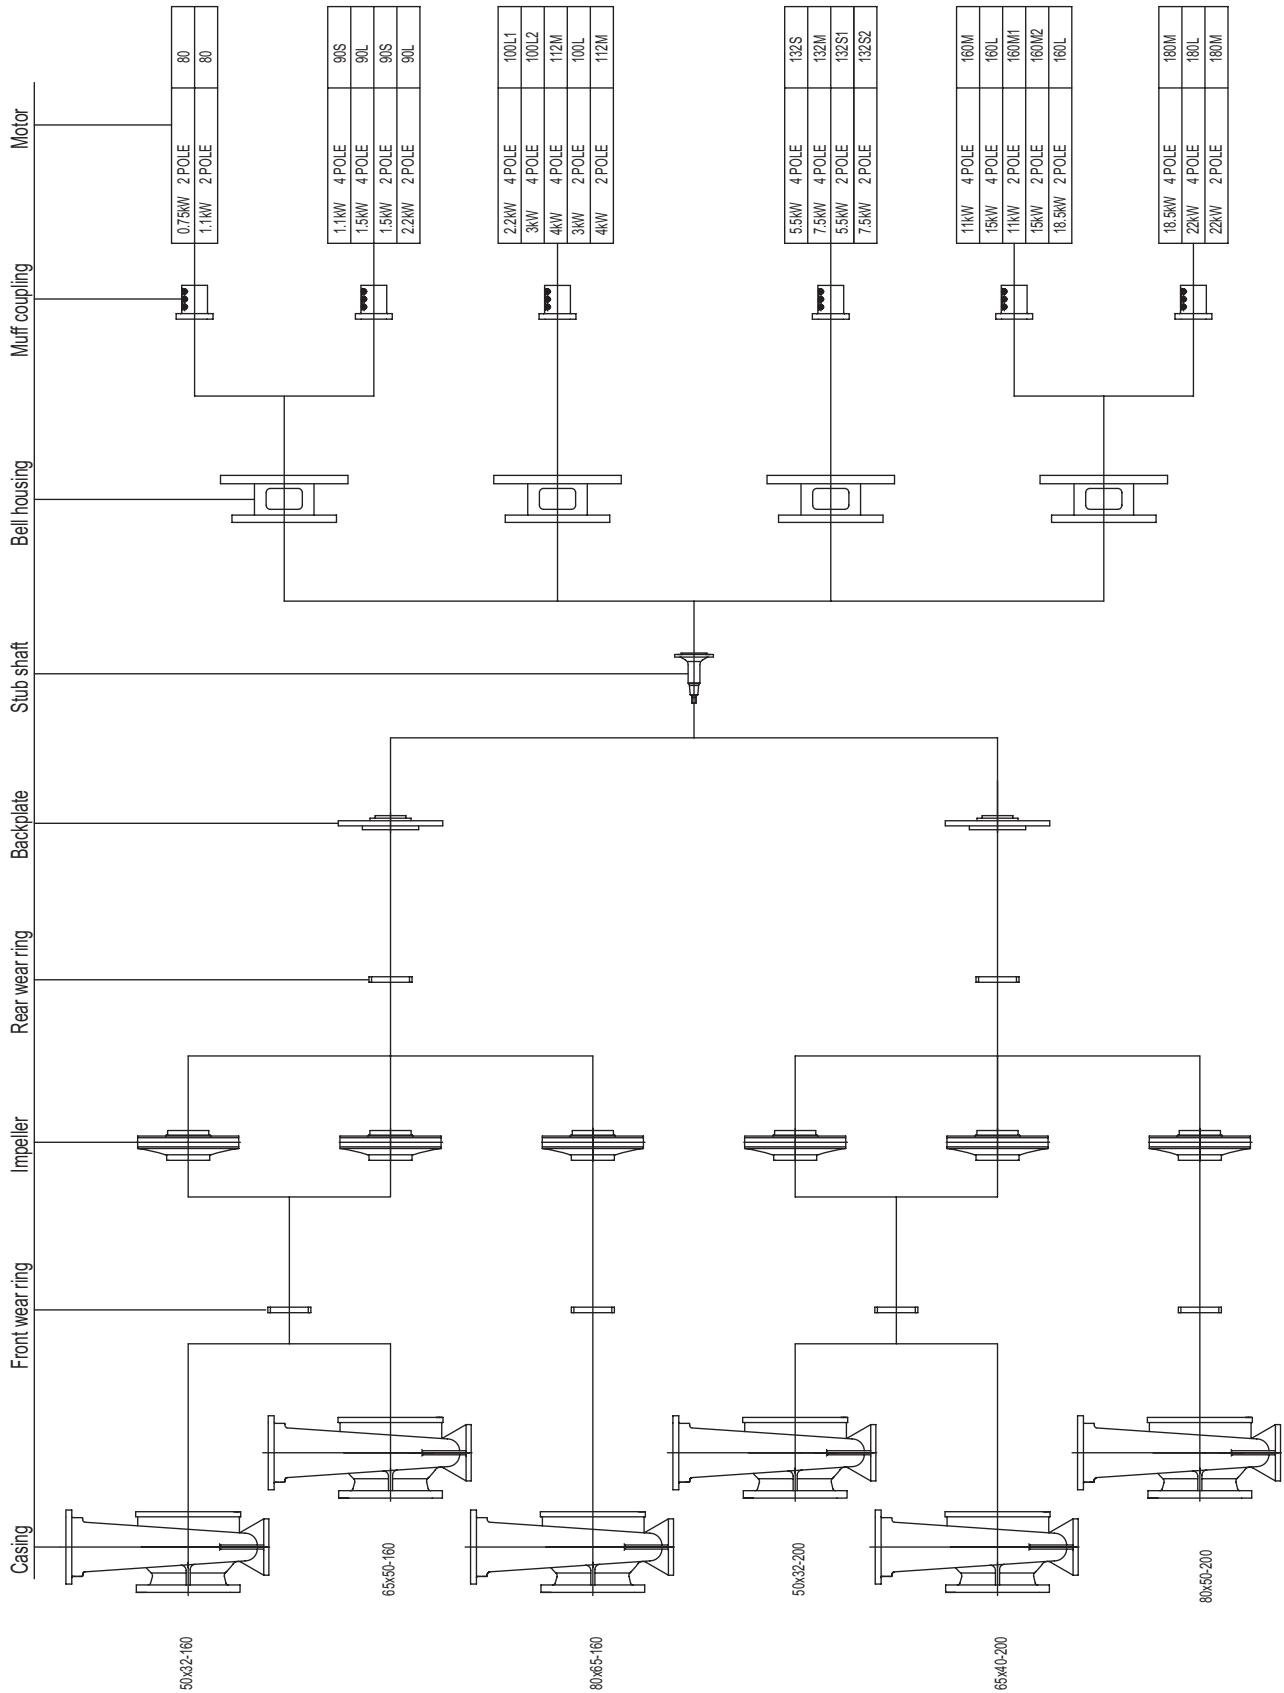 Casing
Front wear ring
Impeller
Rear wear ring
Backplate
Stub shaft
Bell housing
Muff coupling
Motor
0.75kW 2 POLE 80
1.1kW 2 POLE 80
1.1kW 4 POLE 90S
1.5kW 4 POLE 90L
1.5kW 2 POLE 90S
2.2kW 2 POLE 90L
2.2kW 4 POLE 100L1
3kW 4 POLE 100L2
4kW 4 POLE 112M
3kW 2 POLE 100L
4kW 2 POLE 112M
5.5kW 4 POLE 132S
7.5kW 4 POLE 132M
5.5kW 2 POLE 132S1
7.5kW 2 POLE 132S2
11kW 4 POLE 160M
15kW 4 POLE 160L
11kW 2 POLE 160M1
15kW 2 POLE 160M2
18.5kW 2 POLE 160L
18.5kW 4 POLE 180M
22kW 4 POLE 180L
22kW 2 POLE 180M
50x32-160
65x50-160
80x65-160
50x32-200
65x40-200
80x50-200